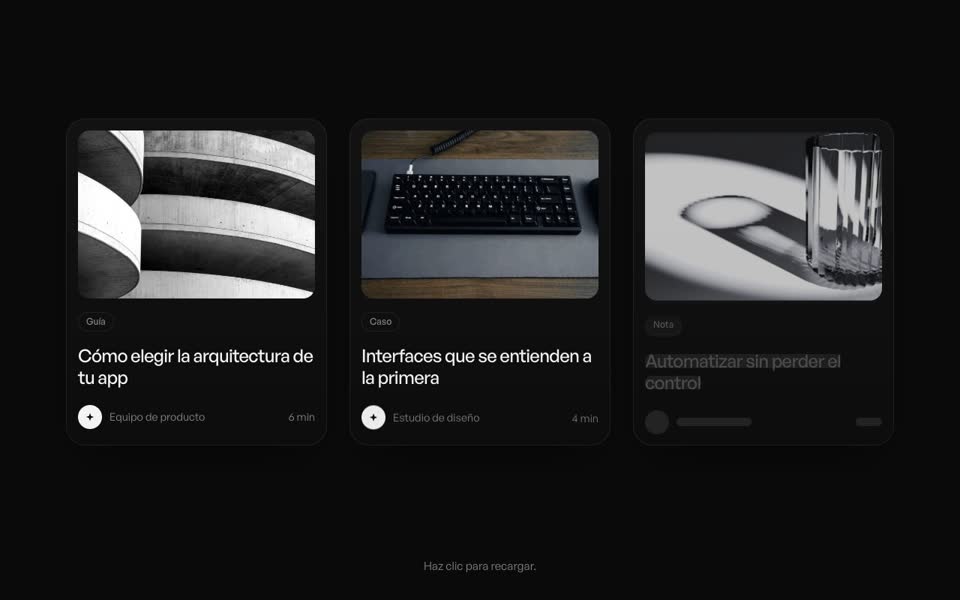 Guía
Cómo elegir la arquitectura de
tu app
Equipo de producto
6 min
Caso
Interfaces que se entienden a
la primera
Estudio de diseño
4 min
Nota
Automatizar sin perder el
control
Haz clic para recargar.